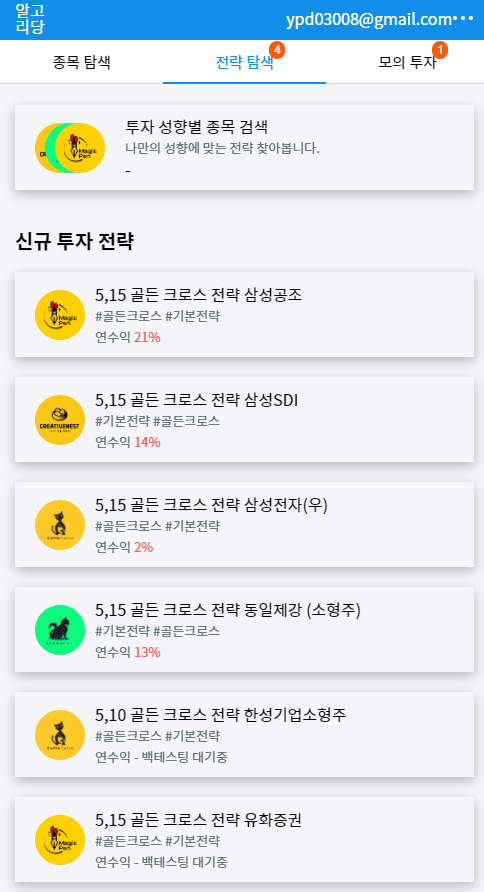 알고
리당
ypd03008@gmail.com
종목 탐색
전략 탐색
4
모의 투자
1
투자 성향별 종목 검색
나만의 성향에 맞는 전략 찾아봅니다.
-
Magic
Pen
신규 투자 전략
5,15 골든 크로스 전략 삼성공조
#골든크로스 #기본전략
연수익 21%
Magic
Pen
5,15 골든 크로스 전략 삼성SDI
#기본전략 #골든크로스
연수익 14%
CREATIVENEST
5,15 골든 크로스 전략 삼성전자(우)
#골든크로스 #기본전략
연수익 2%
5,15 골든 크로스 전략 동일제강 (소형주)
#기본전략 #골든크로스
연수익 13%
5,10 골든 크로스 전략 한성기업소형주
#골든크로스 #기본전략
연수익 - 백테스팅 대기중
5,15 골든 크로스 전략 유화증권
#골든크로스 #기본전략
연수익 - 백테스팅 대기중
Magic
Pen